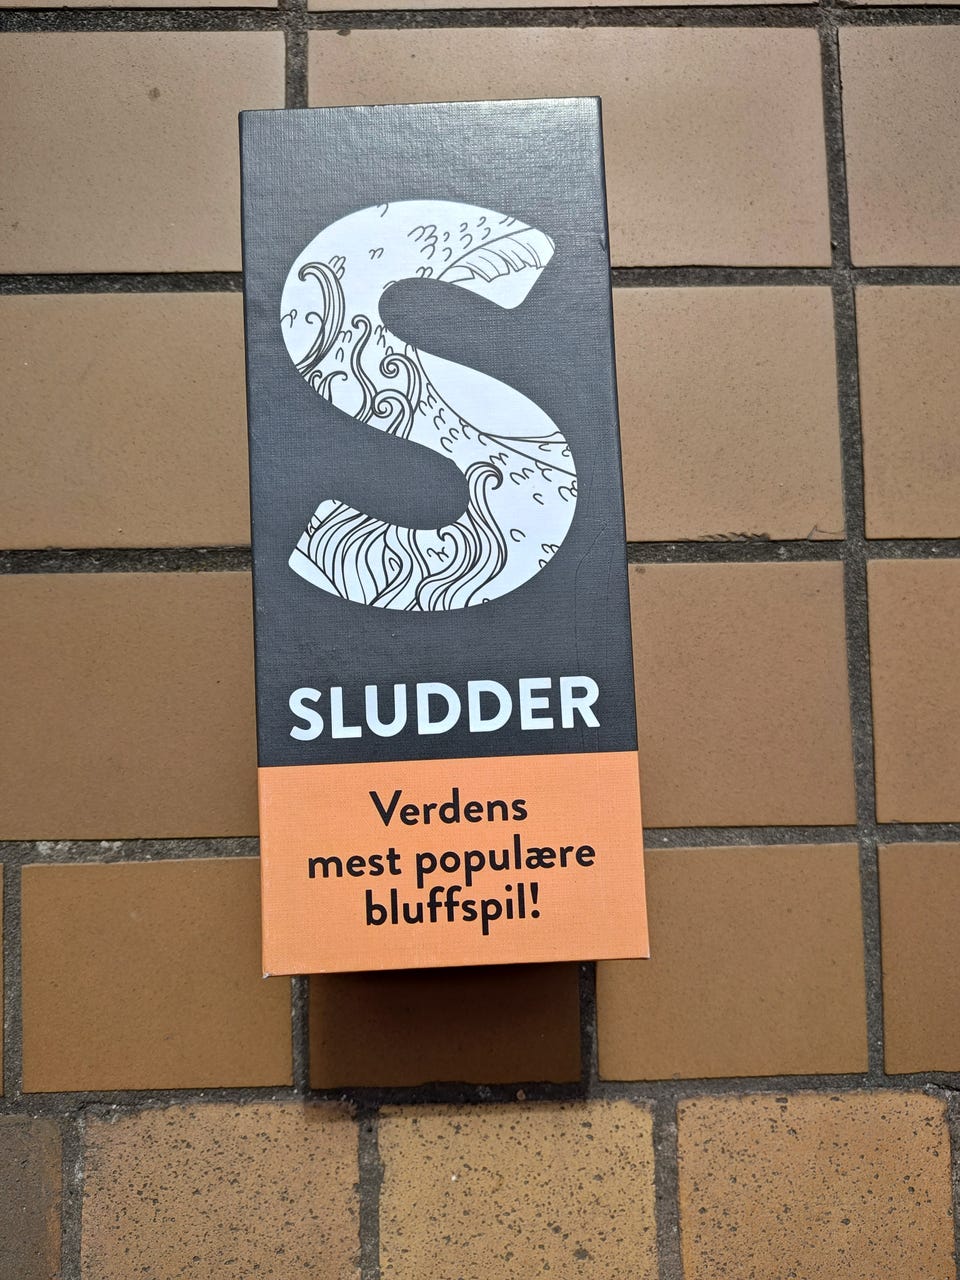 S
SLUDDER
Verdens
mest populære
bluffspil!